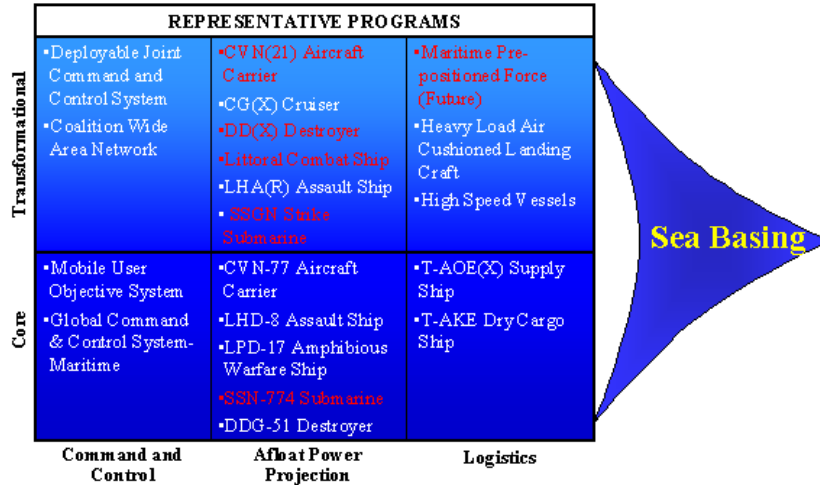 REPRESENTATIVE PROGRAMS
Transformational
▪Deployable Joint
Command and
Control System
▪Coalition Wide
Area Network
▪CVN(21) Aircraft
Carrier
▪CG(X) Cruiser
▪DD(X) Destroyer
▪Littoral Combat Ship
▪LHA(R) Assault Ship
▪ SSGN Strike
Submarine
▪Maritime Pre-
positioned Force
(Future)
▪Heavy Load Air
Cushioned Landing
Craft
▪High Speed Vessels
Core
▪Mobile User
Objective System
▪Global Command
& Control System-
Maritime
▪CVN-77 Aircraft
Carrier
▪LHD-8 Assault Ship
▪LPD-17 Amphibious
Warfare Ship
▪SSN-774 Submarine
▪DDG-51 Destroyer
▪T-AOE(X) Supply
Ship
▪T-AKE Dry Cargo
Ship
Command and
Control
Afloat Power
Projection
Logistics
Sea Basing